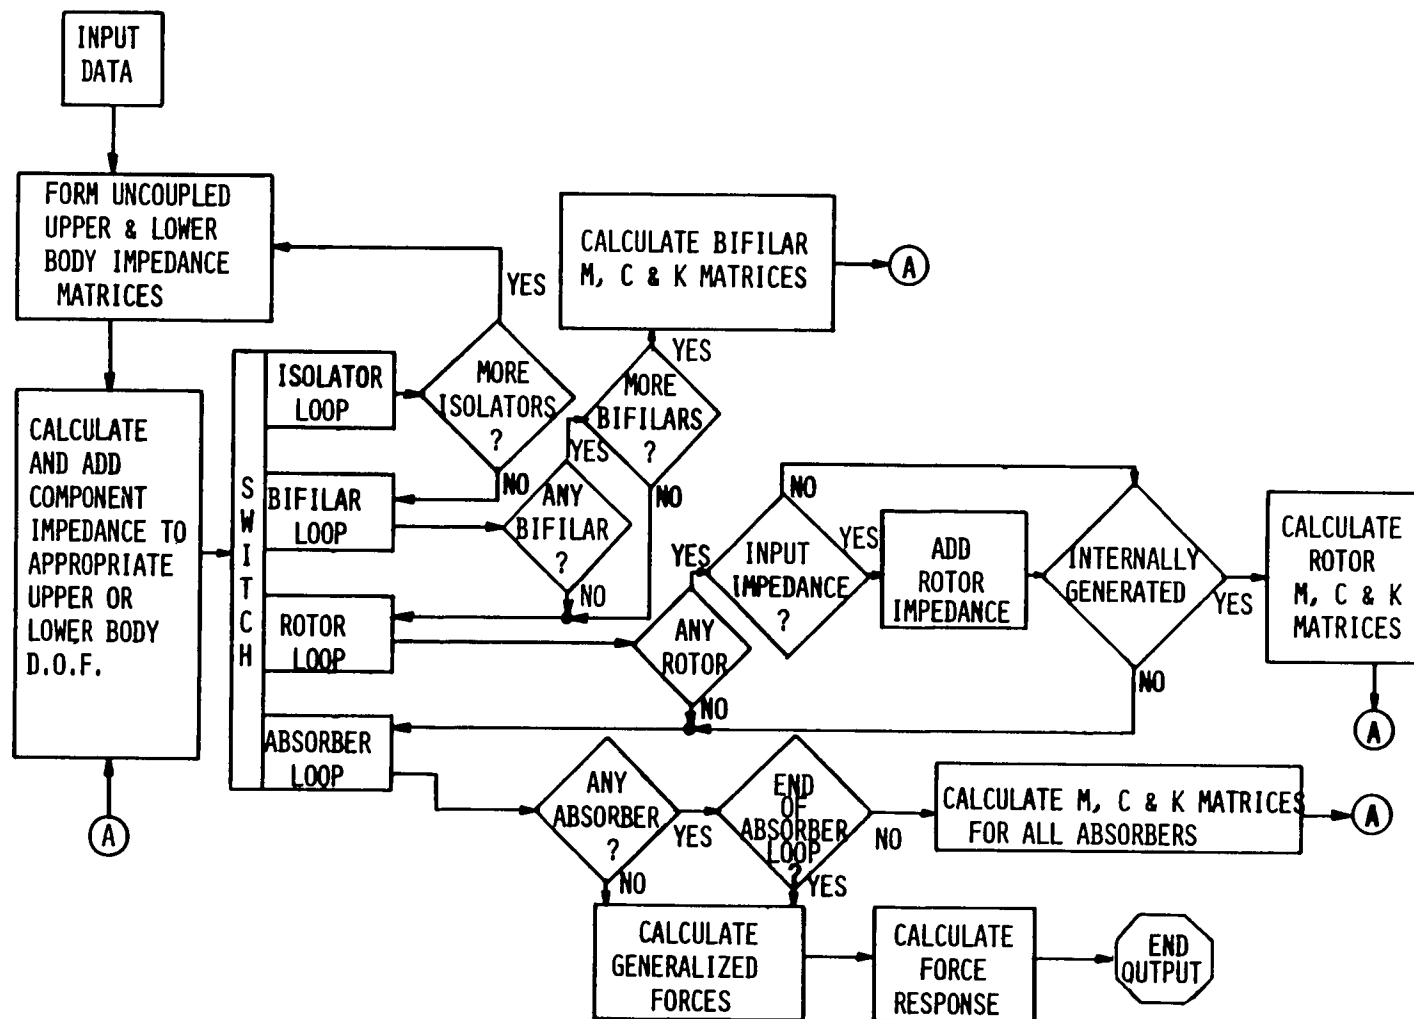 INPUT
DATA
FORM UNCOUPLED
UPPER & LOWER
BODY IMPEDANCE
MATRICES
CALCULATE
AND ADD
COMPONENT
IMPEDANCE TO
APPROPRIATE
UPPER OR
LOWER BODY
D.O.F.
A
SWITCH
ISOLATOR
LOOP
MORE
ISOLATORS
?
YES
NO
BIFILAR
LOOP
ANY
BIFILAR
?
YES
NO
MORE
BIFILARS
?
YES
NO
CALCULATE BIFILAR
M, C & K MATRICES
A
ROTOR
LOOP
ANY
ROTOR
YES
NO
INPUT
IMPEDANCE
?
NO
YES
ADD
ROTOR
IMPEDANCE
INTERNALLY
GENERATED
YES
NO
CALCULATE
ROTOR
M, C & K
MATRICES
A
ABSORBER
LOOP
ANY
ABSORBER
?
YES
NO
END
OF
ABSORBER
LOOP
?
NO
YES
CALCULATE M, C & K MATRICES
FOR ALL ABSORBERS
A
CALCULATE
GENERALIZED
FORCES
CALCULATE
FORCE
RESPONSE
END
OUTPUT